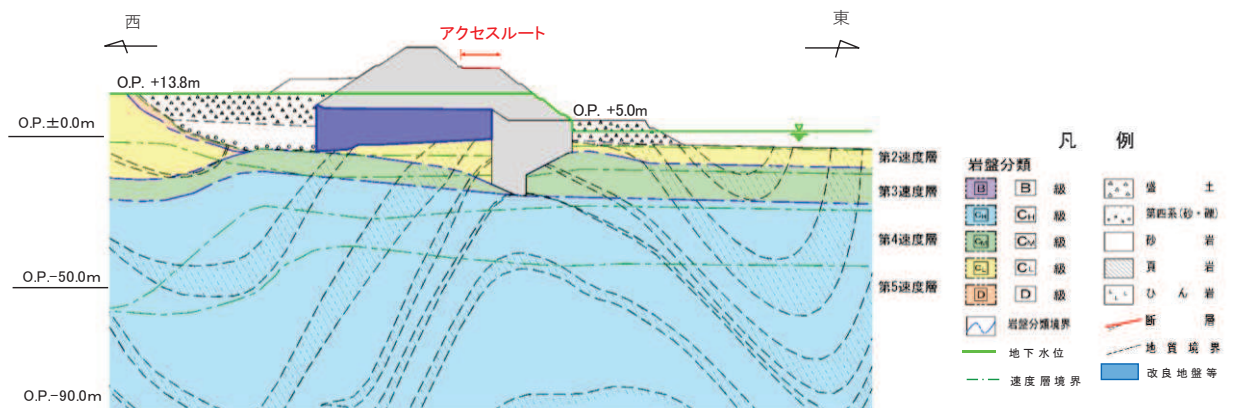 西
東
アクセスルート
O.P. +13.8m
O.P. +5.0m
O.P.±0.0m
O.P.-50.0m
O.P.-90.0m
第2速度層
第3速度層
第4速度層
第5速度層
凡 例
岩盤分類
B B 級
CH CH 級
CM CM 級
CL CL 級
D D 級
岩盤分類境界
地下水位
速度層境界
盛 土
第四系(砂・礫)
砂 岩
頁 岩
ひ ん 岩
断 層
地 質 境 界
改良地盤等